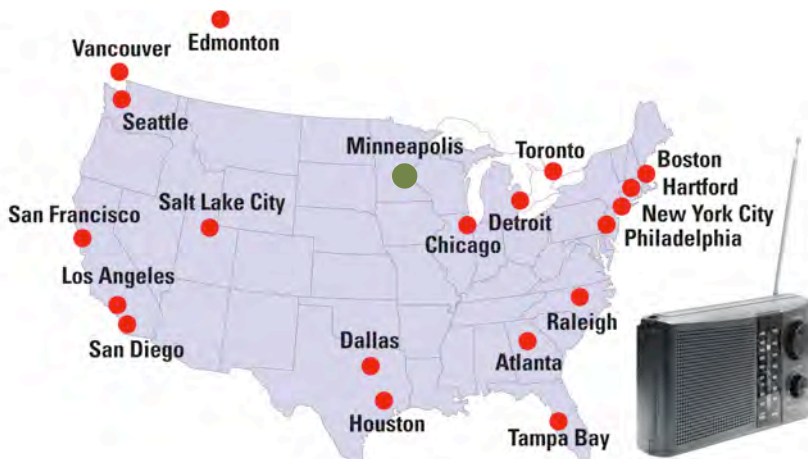 Edmonton
Vancouver
Seattle
Minneapolis
Toronto
Boston
Hartford
New York City
Philadelphia
Detroit
Chicago
Salt Lake City
San Francisco
Los Angeles
San Diego
Dallas
Houston
Raleigh
Atlanta
Tampa Bay